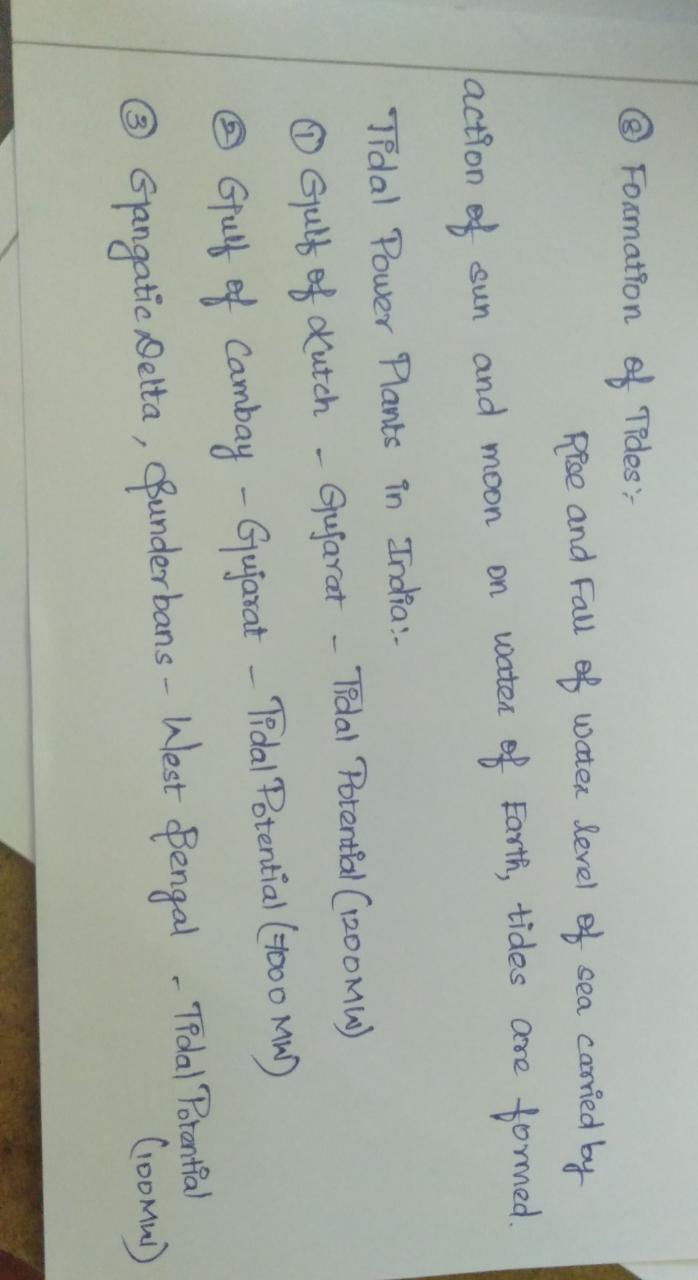 ⑧ Formation of Tides:-
Rise and Fall of water level of sea carried by
action of sun and moon on water of Earth, tides are formed.
Tidal Power Plants in India:-
① Gulf of Kutch - Gujarat - Tidal Potential (1200MW)
② Gulf of Cambay - Gujarat - Tidal Potential (7000 MW)
③ Gangatic Delta, Sunderbans - West Bengal - Tidal Potential
(100MW)